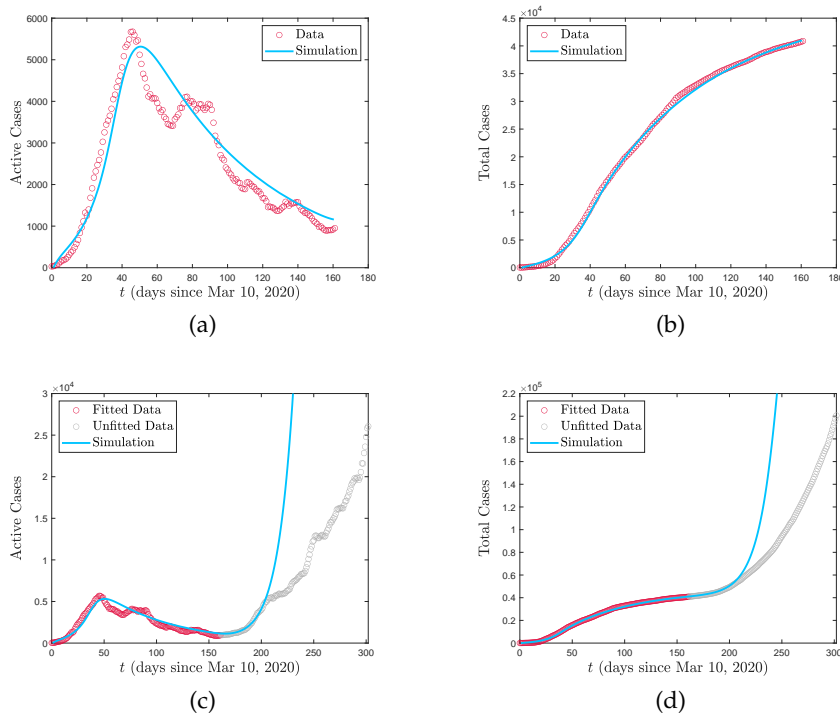 6000
5000
4000
3000
2000
1000
0
Active Cases
Data
Simulation
0 20 40 60 80 100 120 140 160 180
t (days since Mar 10, 2020)
(a)
×10⁴
4.5
4
3.5
3
2.5
2
1.5
1
0.5
0
Total Cases
Data
Simulation
0 20 40 60 80 100 120 140 160 180
t (days since Mar 10, 2020)
(b)
×10⁴
3
2.5
2
1.5
1
0.5
0
Active Cases
Fitted Data
Unfitted Data
Simulation
0 50 100 150 200 250 300
t (days since Mar 10, 2020)
(c)
×10⁵
2.2
2
1.8
1.6
1.4
1.2
1
0.8
0.6
0.4
0.2
0
Total Cases
Fitted Data
Unfitted Data
Simulation
0 50 100 150 200 250 300
t (days since Mar 10, 2020)
(d)